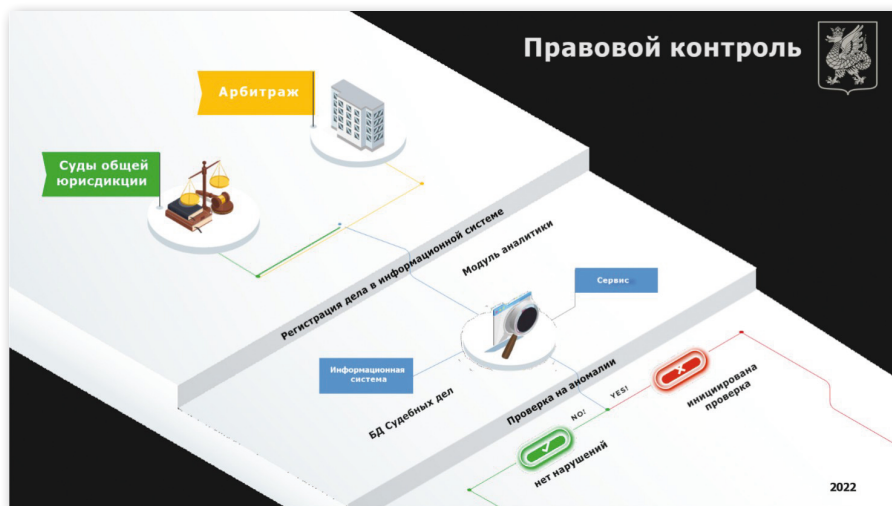 Правовой контроль
Арбитраж
Суды общей
юрисдикции
Регистрация дела в информационной системе
Модуль аналитики
Сервис
Информационная
система
БД Судебных дел
Проверка на аномалии
YES!
NO!
инициирована
проверка
нет нарушений
2022